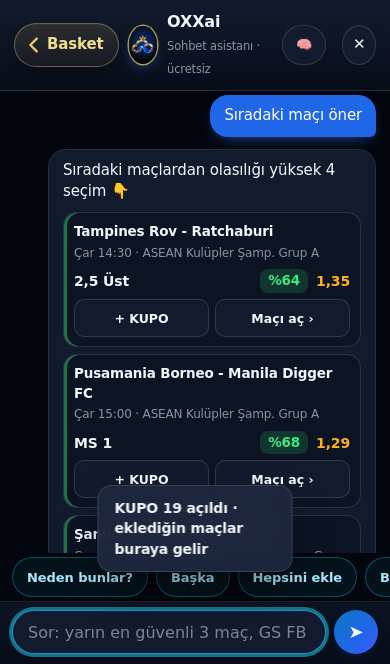 Basket
OXXai
Sohbet asistanı ·
ücretsiz
Sıradaki maçı öner
Sıradaki maçlardan olasılığı yüksek 4
seçim 👇
Tampines Rov - Ratchaburi
Çar 14:30 · ASEAN Kulüpler Şamp. Grup A
2,5 Üst %64 1,35
+ KUPO Maçı aç ›
Pusamania Borneo - Manila Digger
FC
Çar 15:00 · ASEAN Kulüpler Şamp. Grup A
MS 1 %68 1,29
+ KUPO Maçı aç ›
KUPO 19 açıldı ·
eklediğin maçlar
buraya gelir
Neden bunlar? Başka Hepsini ekle
Sor: yarın en güvenli 3 maç, GS FB